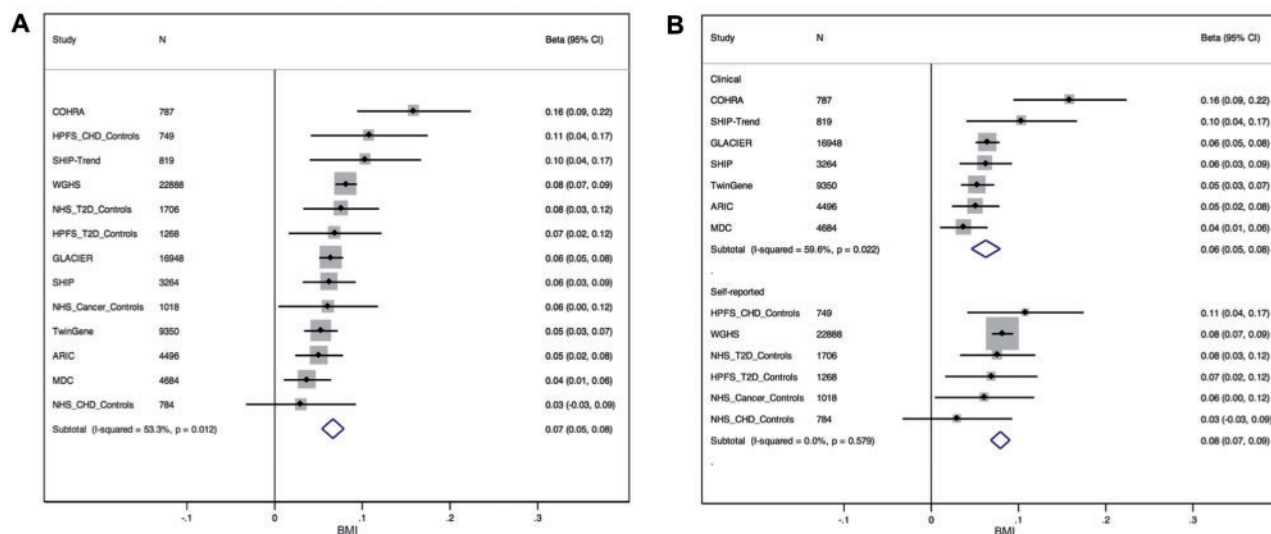 A
Study N Beta (95% CI)
COHRA 787 0.16 (0.09, 0.22)
HPFS_CHD_Controls 749 0.11 (0.04, 0.17)
SHIP-Trend 819 0.10 (0.04, 0.17)
WGHS 22888 0.08 (0.07, 0.09)
NHS_T2D_Controls 1706 0.08 (0.03, 0.12)
HPFS_T2D_Controls 1268 0.07 (0.02, 0.12)
GLACIER 16948 0.06 (0.05, 0.08)
SHIP 3264 0.06 (0.03, 0.09)
NHS_Cancer_Controls 1018 0.06 (0.00, 0.12)
TwinGene 9350 0.05 (0.03, 0.07)
ARIC 4496 0.05 (0.02, 0.08)
MDC 4684 0.04 (0.01, 0.06)
NHS_CHD_Controls 784 0.03 (-0.03, 0.09)
Subtotal (I-squared = 53.3%, p = 0.012) 0.07 (0.05, 0.08)
-.1 0 .1 .2 .3
BMI
B
Study N Beta (95% CI)
Clinical
COHRA 787 0.16 (0.09, 0.22)
SHIP-Trend 819 0.10 (0.04, 0.17)
GLACIER 16948 0.06 (0.05, 0.08)
SHIP 3264 0.06 (0.03, 0.09)
TwinGene 9350 0.05 (0.03, 0.07)
ARIC 4496 0.05 (0.02, 0.08)
MDC 4684 0.04 (0.01, 0.06)
Subtotal (I-squared = 59.6%, p = 0.022) 0.06 (0.05, 0.08)
.
Self-reported
HPFS_CHD_Controls 749 0.11 (0.04, 0.17)
WGHS 22888 0.08 (0.07, 0.09)
NHS_T2D_Controls 1706 0.08 (0.03, 0.12)
HPFS_T2D_Controls 1268 0.07 (0.02, 0.12)
NHS_Cancer_Controls 1018 0.06 (0.00, 0.12)
NHS_CHD_Controls 784 0.03 (-0.03, 0.09)
Subtotal (I-squared = 0.0%, p = 0.579) 0.08 (0.07, 0.09)
.
-.1 0 .1 .2 .3
BMI